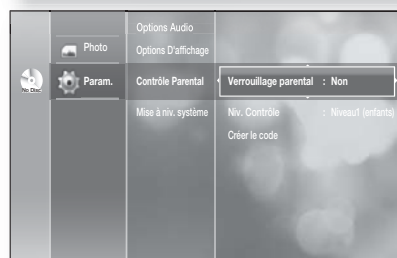 Options Audio
Photo
Options D'affichage
No Disc
Param.
Contrôle Parental
Verrouillage parental : Non
Mise à niv. système
Niv. Contrôle : Niveau1 (enfants)
Créer le code